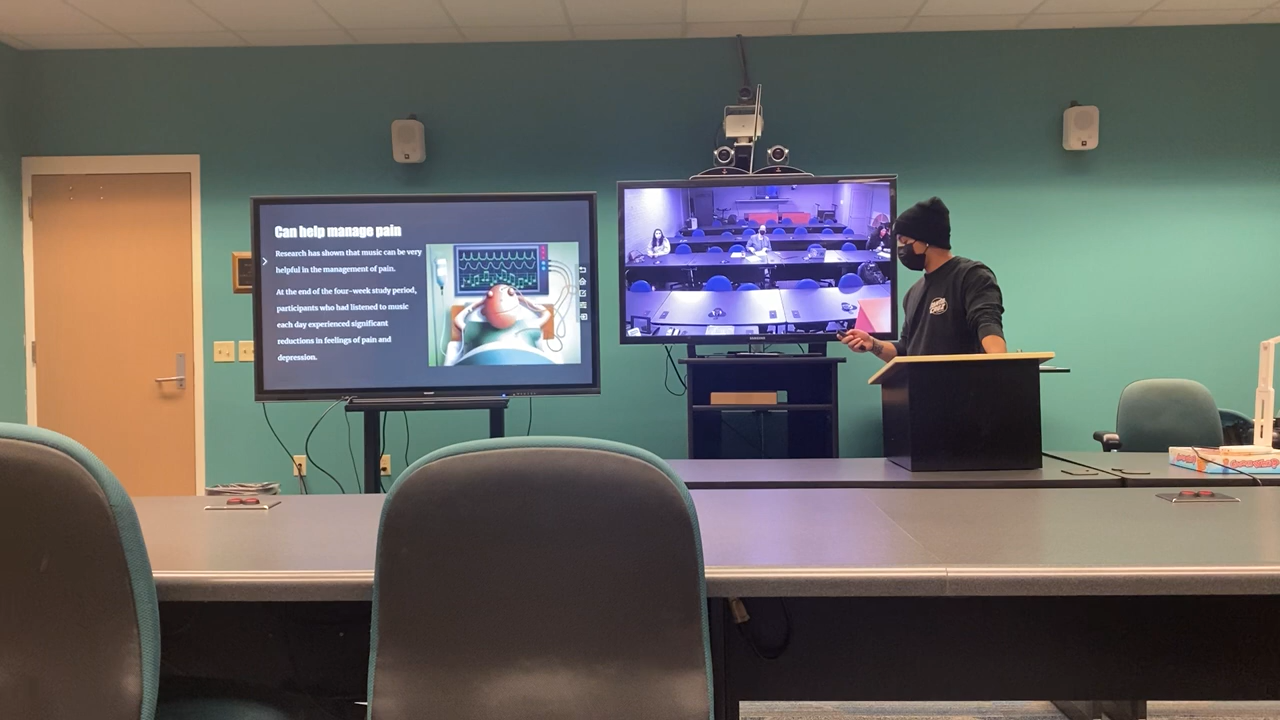 Can help manage pain
Research has shown that music can be very
helpful in the management of pain.
At the end of the four-week study period,
participants who had listened to music
each day experienced significant
reductions in feelings of pain and
depression.
SAMSUNG